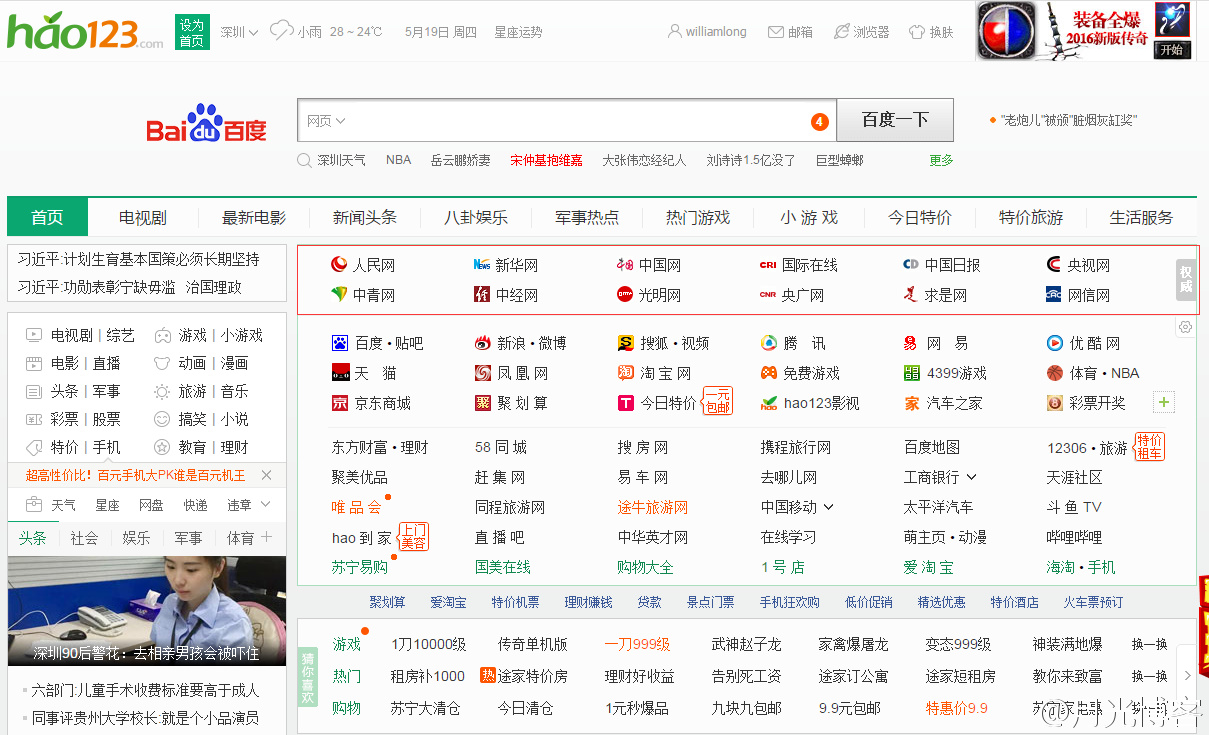 hao123.com 设为首页 深圳 小雨 28 ~ 24℃ 5月19日 周四 星座运势 williamlong 邮箱 浏览器 换肤
装备全爆
2016新版传奇 开始
Bai du 百度 网页 4 百度一下 "老炮儿"被颁"脏烟灰缸奖"
深圳天气 NBA 岳云鹏娇妻 宋仲基抱维嘉 大张伟恋经纪人 刘诗诗1.5亿没了 巨型蟑螂 更多
首页 电视剧 最新电影 新闻头条 八卦娱乐 军事热点 热门游戏 小 游 戏 今日特价 特价旅游 生活服务
习近平:计划生育基本国策必须长期坚持
习近平:功勋表彰宁缺毋滥 治国理政
电视剧 | 综艺 游戏 | 小游戏
电影 | 直播 动画 | 漫画
头条 | 军事 旅游 | 音乐
彩票 | 股票 搞笑 | 小说
特价 | 手机 教育 | 理财
超高性价比！百元手机大PK谁是百元机王
天气 星座 网盘 快递 违章
头条 社会 娱乐 军事 体育
深圳90后警花：去相亲男孩会被吓住
六部门:儿童手术收费标准要高于成人
同事评贵州大学校长:就是个小品演员
人民网 新华网 中国网 国际在线 中国日报 央视网
中青网 中经网 光明网 央广网 求是网 网信网
权威
百度 • 贴吧 新浪 • 微博 搜狐 • 视频 腾 讯 网 易 优 酷 网
天 猫 凤 凰 网 淘 宝 网 免费游戏 4399游戏 体育 • NBA
京东商城 聚 划 算 今日特价 一元包邮 hao123影视 汽车之家 彩票开奖
东方财富 • 理财 58 同 城 搜 房 网 携程旅行网 百度地图 12306 • 旅游 特价租车
聚美优品 赶 集 网 易 车 网 去哪儿网 工商银行 天涯社区
唯 品 会 同程旅游网 途牛旅游网 中国移动 太平洋汽车 斗 鱼 TV
hao 到 家 上门美容 直 播 吧 中华英才网 在线学习 萌主页 • 动漫 哔哩哔哩
苏宁易购 国美在线 购物大全 1 号 店 爱 淘 宝 海淘 • 手机
聚划算 爱淘宝 特价机票 理财赚钱 贷款 景点门票 手机狂欢购 低价促销 精选优惠 特价酒店 火车票预订
猜你喜欢
游戏 1刀10000级 传奇单机版 一刀999级 武神赵子龙 家禽爆屠龙 变态999级 神装满地爆 换一换
热门 租房补1000 热 途家特价房 理财好收益 告别死工资 途家订公寓 途家短租房 教你来致富 换一换
购物 苏宁大清仓 今日清仓 1元秒爆品 九块九包邮 9.9元包邮 特惠价9.9
@月光博客